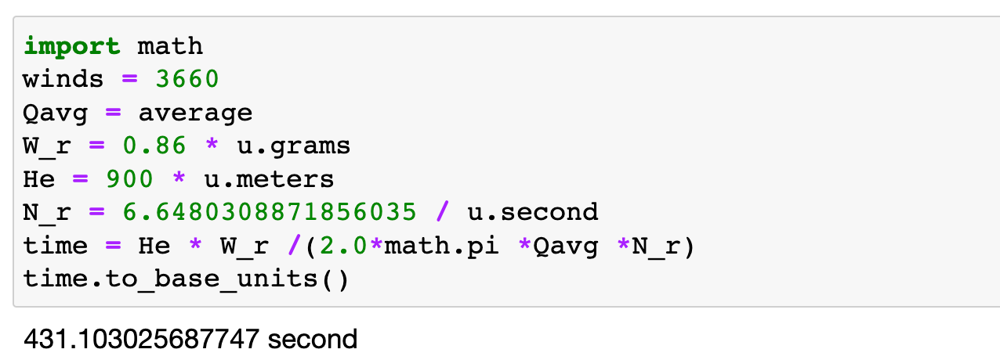 import math
winds = 3660
Qavg = average
W_r = 0.86 * u.grams
He = 900 * u.meters
N_r = 6.6480308871856035 / u.second
time = He * W_r /(2.0*math.pi *Qavg *N_r)
time.to_base_units()
431.103025687747 second